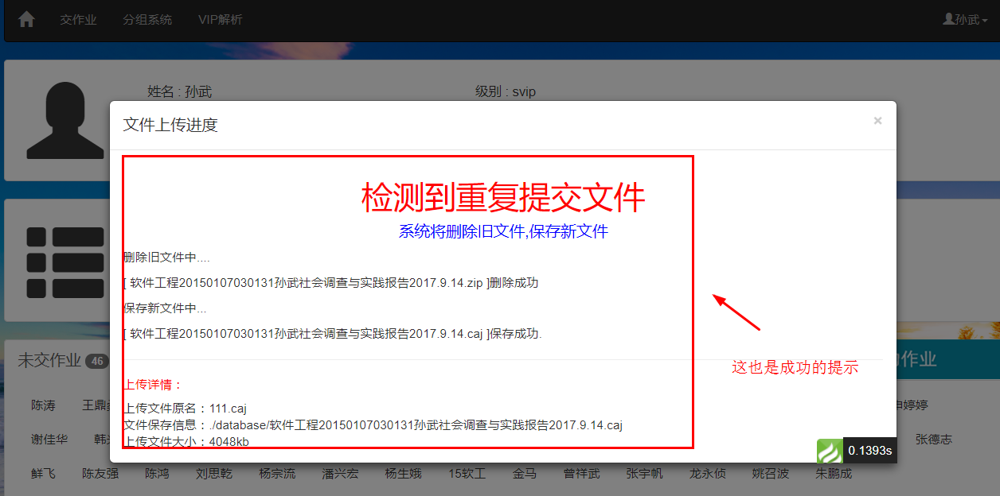 交作业 分组系统 VIP解析 孙武
姓名 : 孙武 级别 : svip
文件上传进度 ×
检测到重复提交文件
系统将删除旧文件,保存新文件
删除旧文件中....
[ 软件工程20150107030131孙武社会调查与实践报告2017.9.14.zip ]删除成功
保存新文件中...
[ 软件工程20150107030131孙武社会调查与实践报告2017.9.14.caj ]保存成功.
这也是成功的提示
未交作业 46 作业
上传详情：
陈涛 王鼎 婷婷
上传文件原名：111.caj
文件保存信息：./database/软件工程20150107030131孙武社会调查与实践报告2017.9.14.caj
上传文件大小：4048kb
谢佳华 张德志
0.1393s
鲜飞 陈友强 陈鸿 刘思乾 杨宗流 潘兴宏 杨生娥 15软工 金马 曾祥武 张宇帆 龙永侦 姚召波 朱鹏成